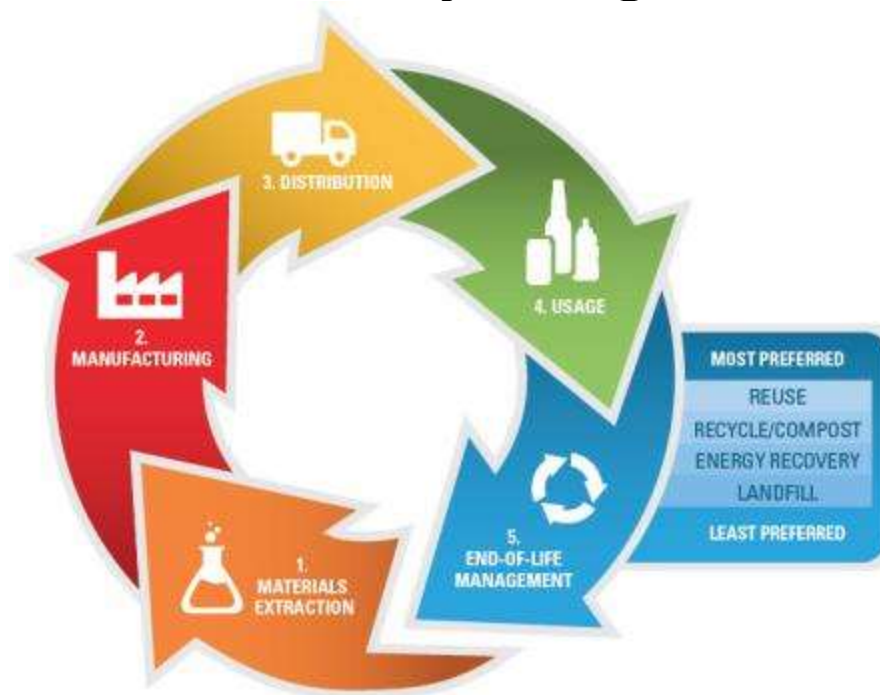 3. DISTRIBUTION
4. USAGE
2.
MANUFACTURING
MOST PREFERRED
REUSE
RECYCLE/COMPOST
ENERGY RECOVERY
LANDFILL
LEAST PREFERRED
5.
END-OF-LIFE
MANAGEMENT
1.
MATERIALS
EXTRACTION